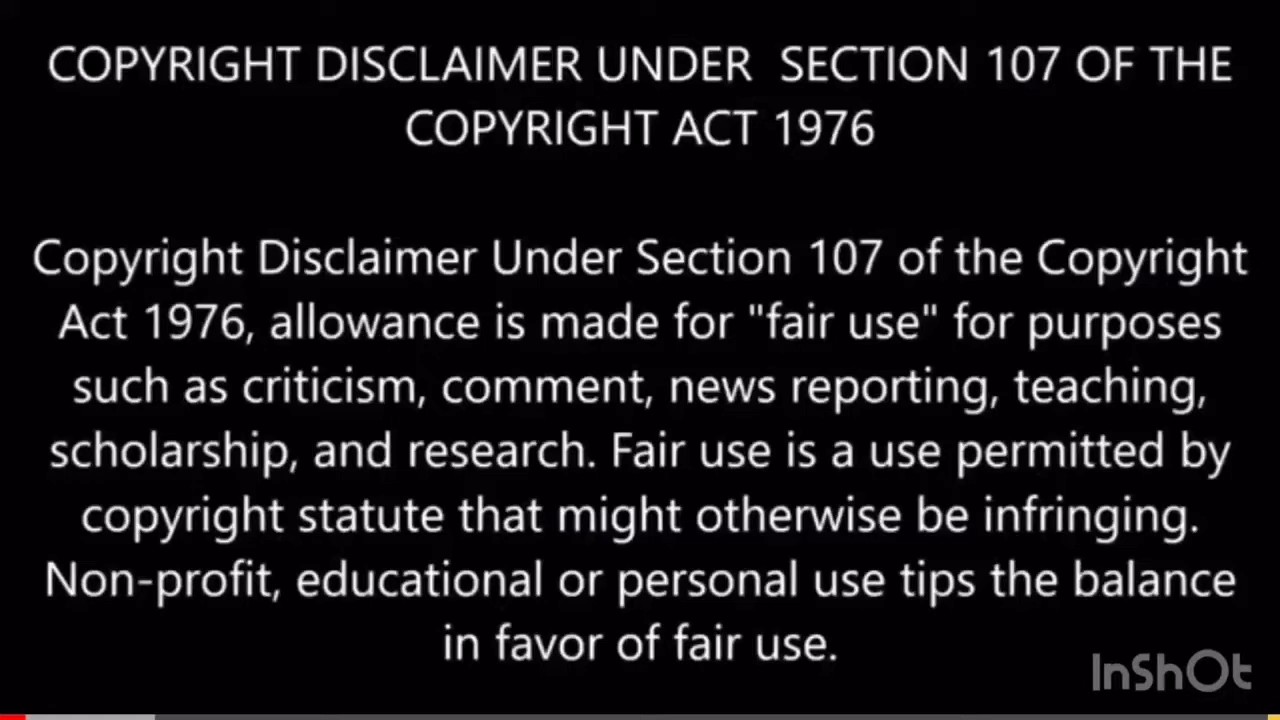 COPYRIGHT DISCLAIMER UNDER SECTION 107 OF THE
COPYRIGHT ACT 1976
Copyright Disclaimer Under Section 107 of the Copyright
Act 1976, allowance is made for "fair use" for purposes
such as criticism, comment, news reporting, teaching,
scholarship, and research. Fair use is a use permitted by
copyright statute that might otherwise be infringing.
Non-profit, educational or personal use tips the balance
in favor of fair use.
InShOt